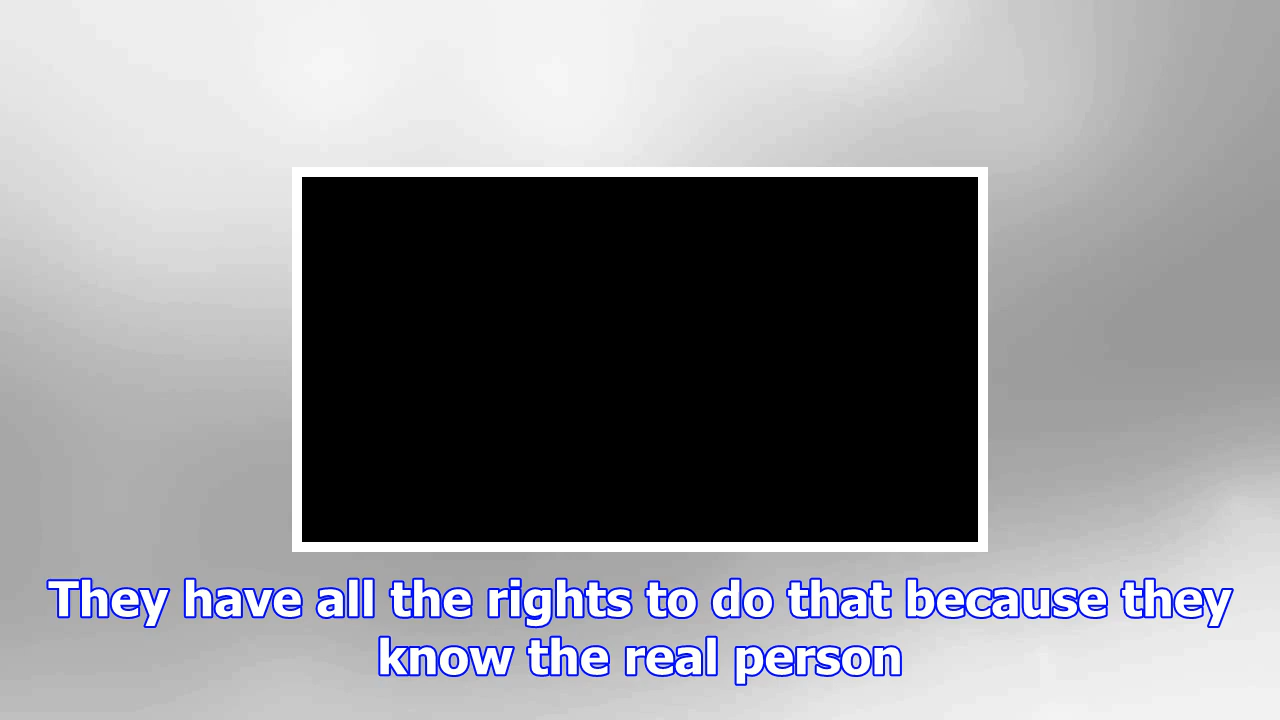 They have all the rights to do that because they
know the real person